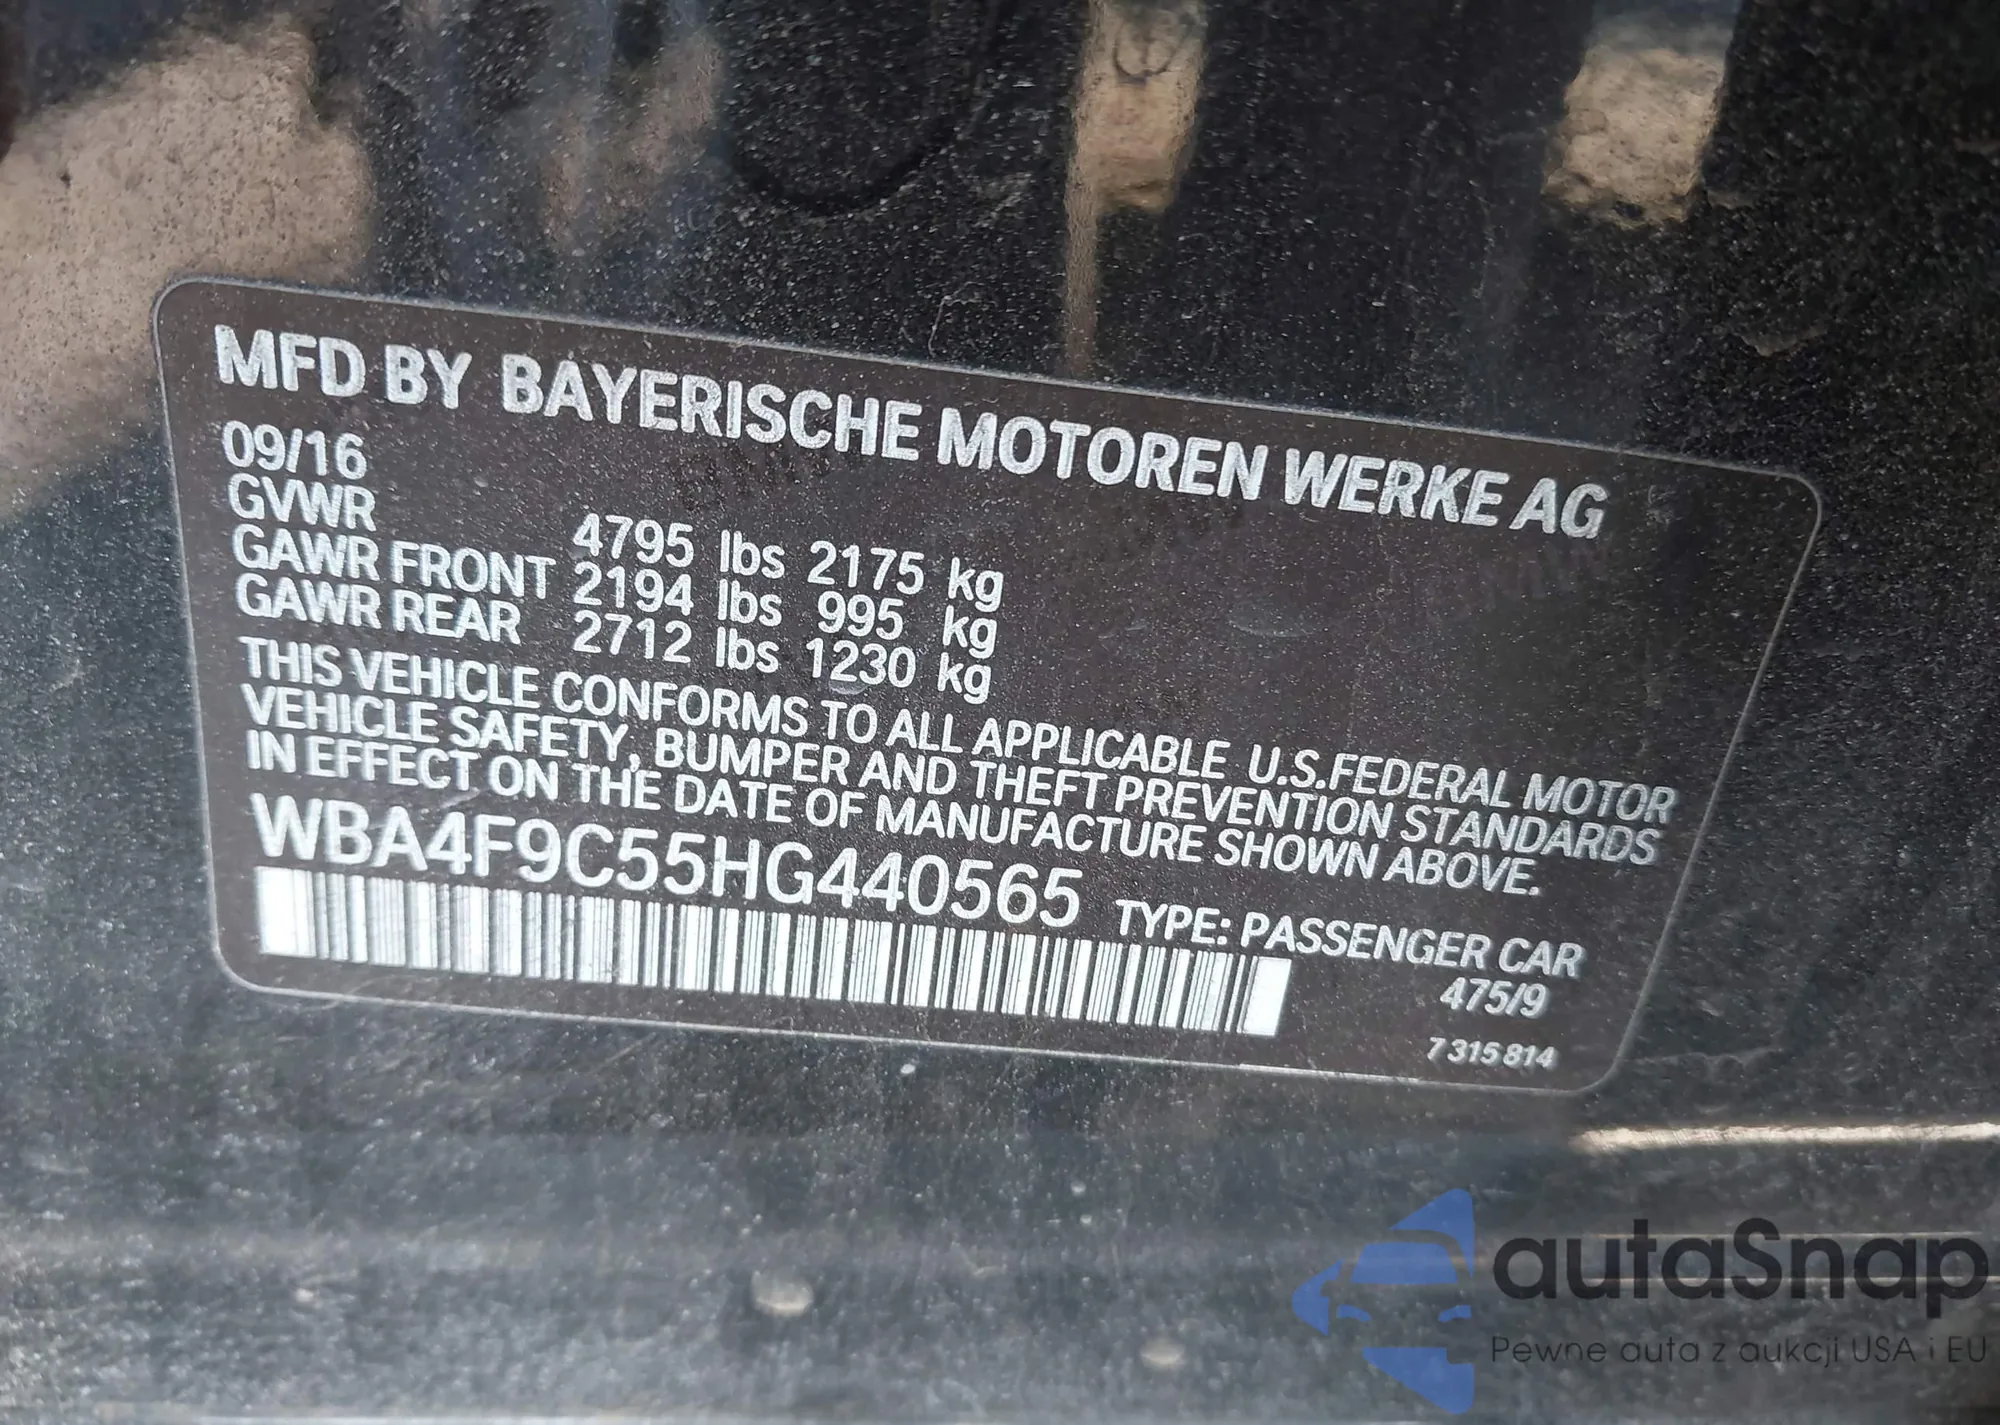 MFD BY BAYERISCHE MOTOREN WERKE AG
09/16
GVWR 4795 lbs 2175 kg
GAWR FRONT 2194 lbs 995 kg
GAWR REAR 2712 lbs 1230 kg
THIS VEHICLE CONFORMS TO ALL APPLICABLE U.S.FEDERAL MOTOR
VEHICLE SAFETY, BUMPER AND THEFT PREVENTION STANDARDS
IN EFFECT ON THE DATE OF MANUFACTURE SHOWN ABOVE.
WBA4F9C55HG440565 TYPE: PASSENGER CAR
475/9
7315814
autaSnap
Pewne auta z aukcji USA i EU